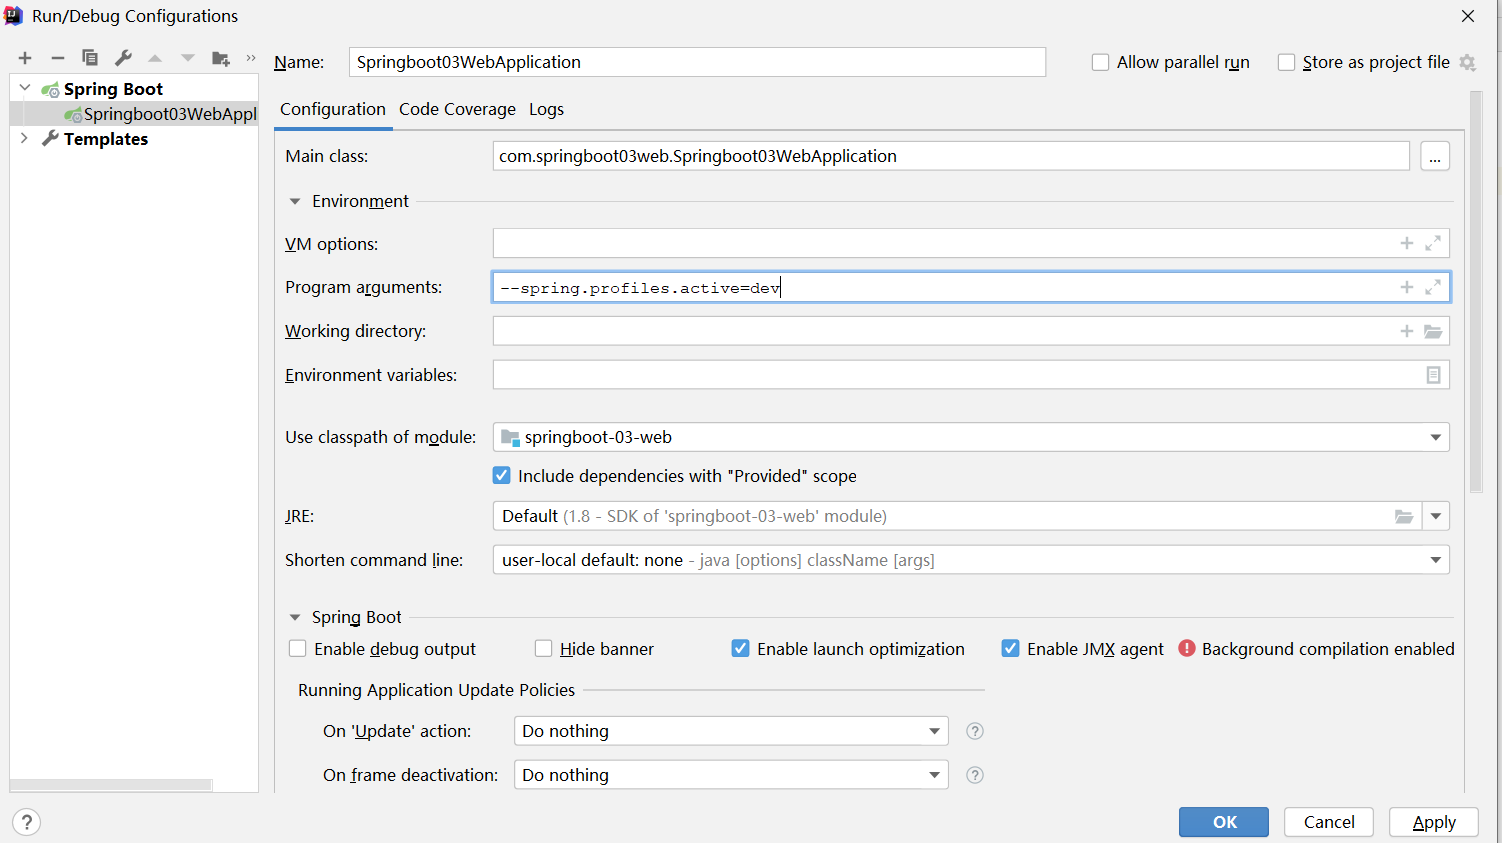 Run/Debug Configurations
Name: Springboot03WebApplication Allow parallel run Store as project file
Spring Boot
Springboot03WebAppl
Templates
Configuration Code Coverage Logs
Main class: com.springboot03web.Springboot03WebApplication ...
Environment
VM options:
Program arguments: --spring.profiles.active=dev
Working directory:
Environment variables:
Use classpath of module: springboot-03-web
Include dependencies with "Provided" scope
JRE: Default (1.8 - SDK of 'springboot-03-web' module)
Shorten command line: user-local default: none - java [options] className [args]
Spring Boot
Enable debug output Hide banner Enable launch optimization Enable JMX agent Background compilation enabled
Running Application Update Policies
On 'Update' action: Do nothing ?
On frame deactivation: Do nothing ?
? OK Cancel Apply